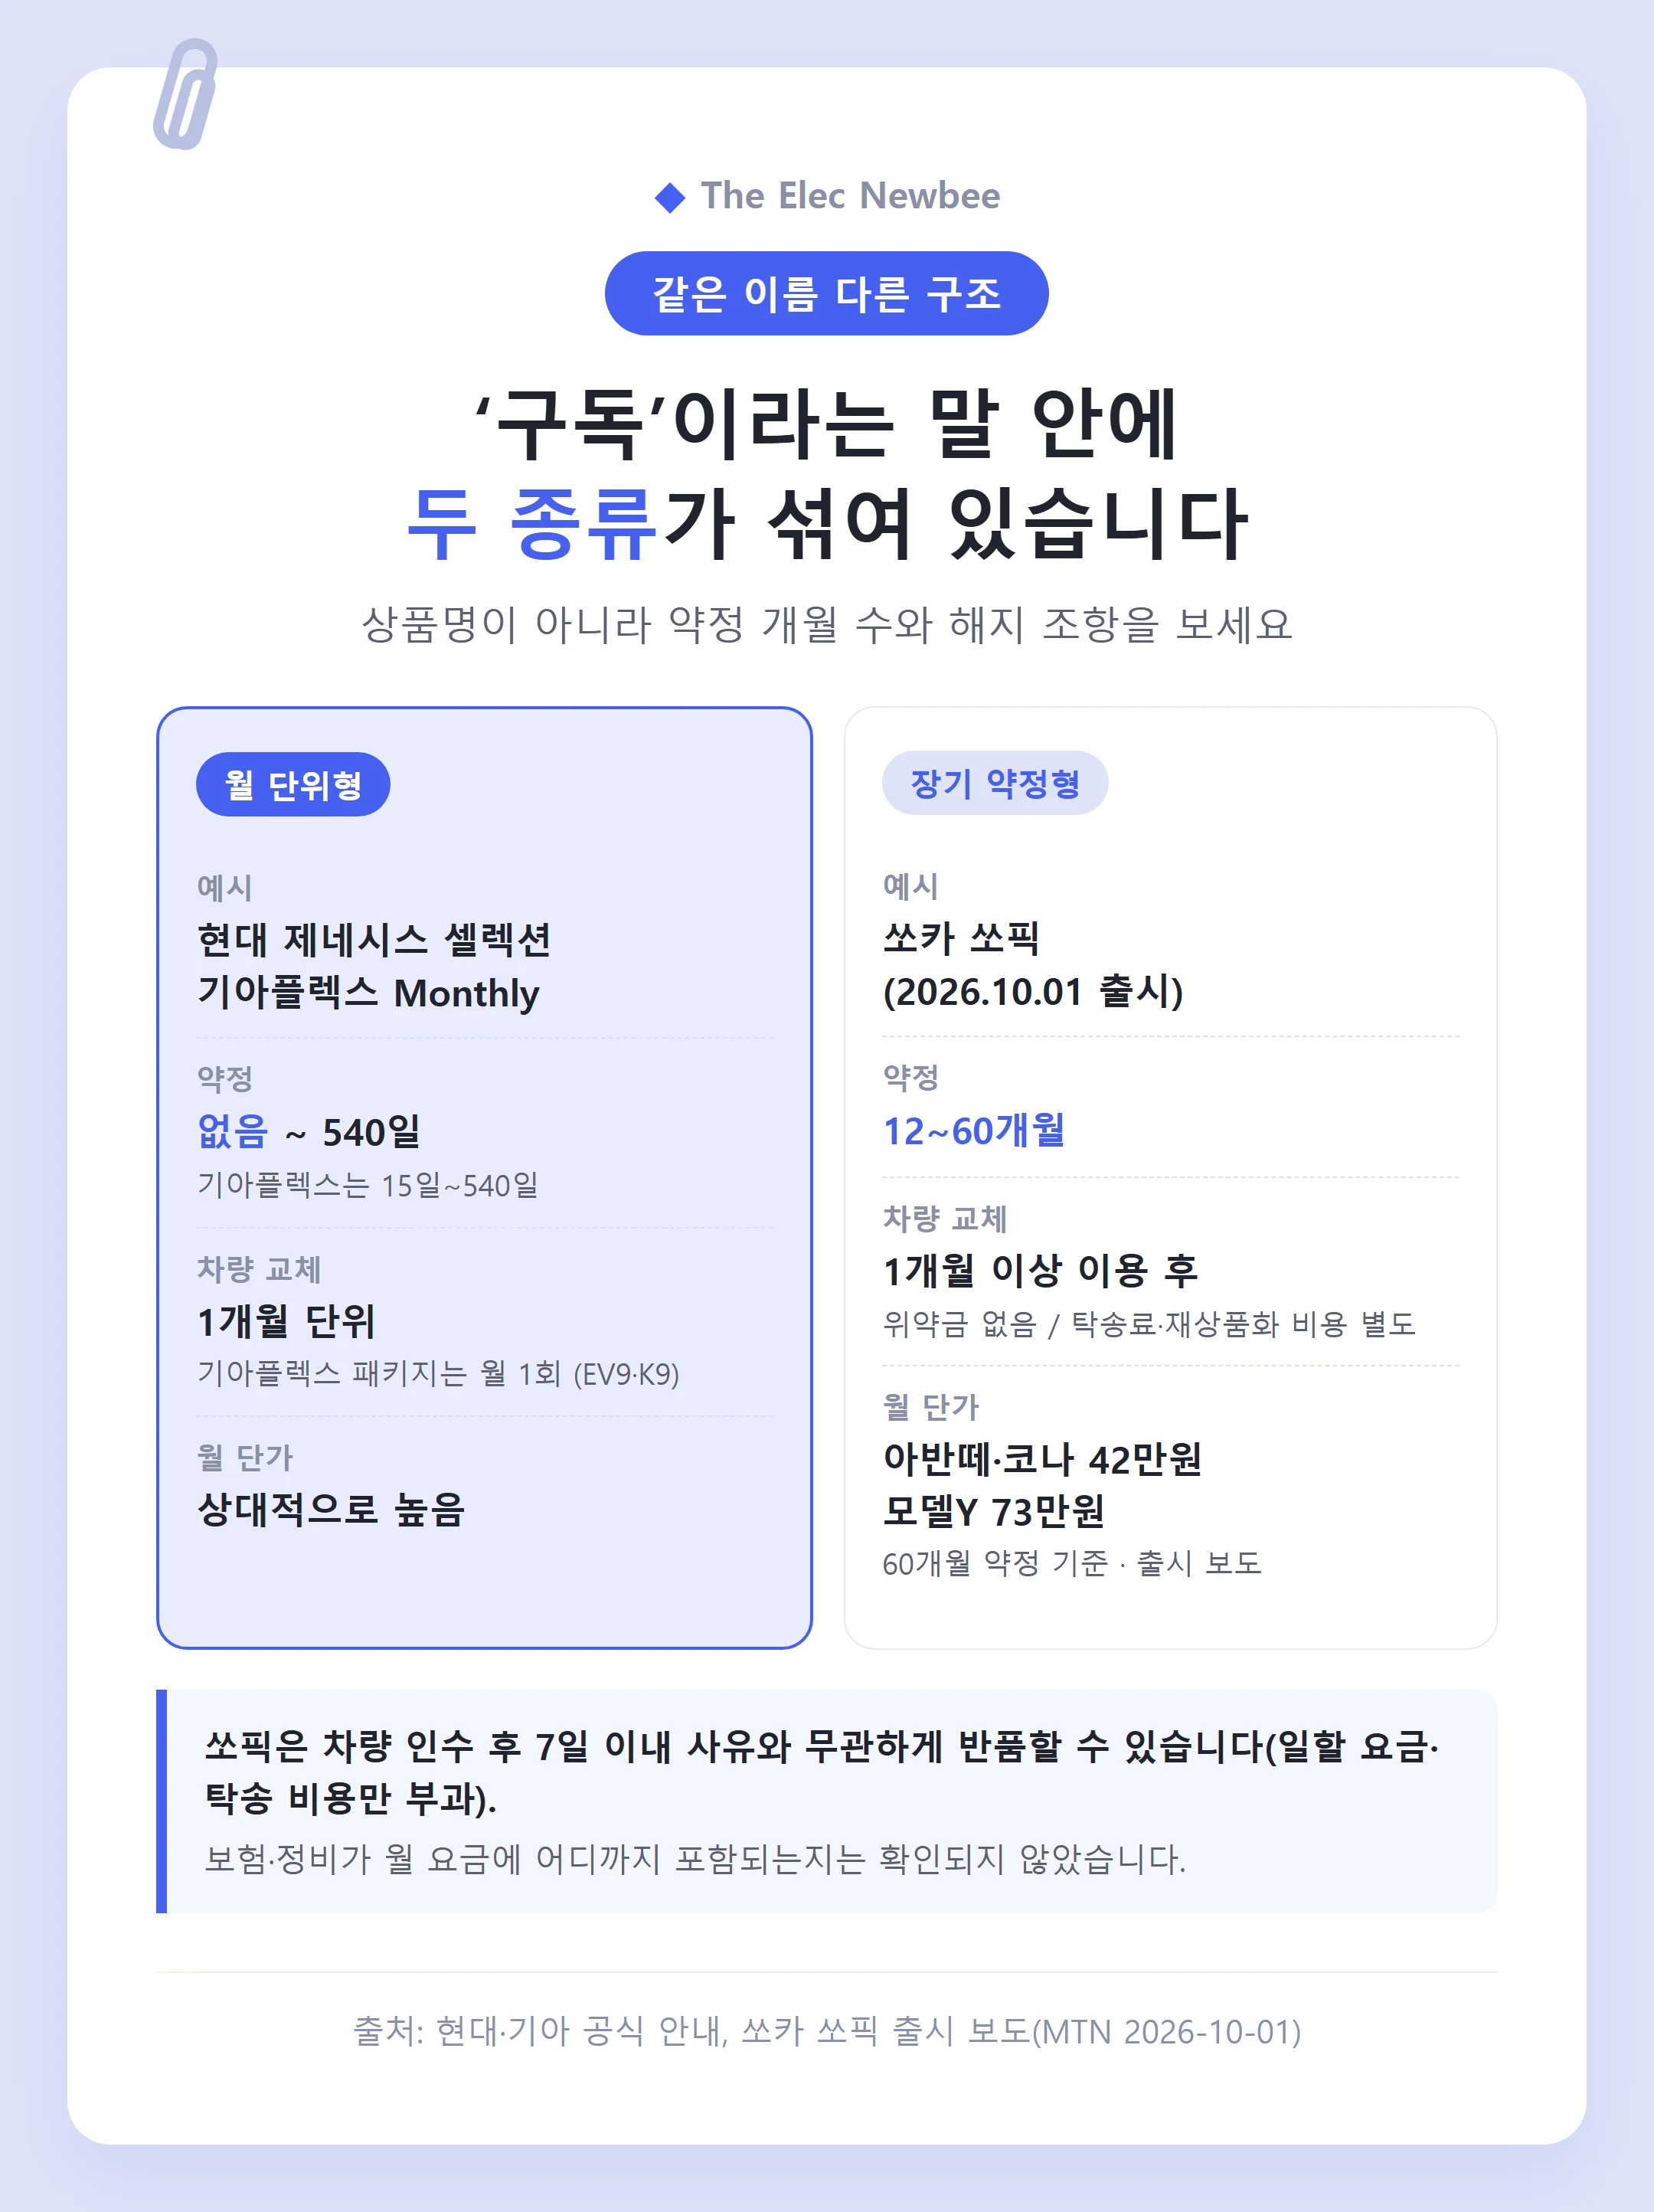 The Elec Newbee
같은 이름 다른 구조
‘구독’이라는 말 안에
두 종류가 섞여 있습니다
상품명이 아니라 약정 개월 수와 해지 조항을 보세요
월 단위형
예시
현대 제네시스 셀렉션
기아플렉스 Monthly
약정
없음 ~ 540일
기아플렉스는 15일~540일
차량 교체
1개월 단위
기아플렉스 패키지는 월 1회 (EV9·K9)
월 단가
상대적으로 높음
장기 약정형
예시
쏘카 쏘픽
(2026.10.01 출시)
약정
12~60개월
차량 교체
1개월 이상 이용 후
위약금 없음 / 탁송료·재상품화 비용 별도
월 단가
아반떼·코나 42만원
모델Y 73만원
60개월 약정 기준 · 출시 보도
쏘픽은 차량 인수 후 7일 이내 사유와 무관하게 반품할 수 있습니다(일할 요금·
탁송 비용만 부과).
보험·정비가 월 요금에 어디까지 포함되는지는 확인되지 않았습니다.
출처: 현대·기아 공식 안내, 쏘카 쏘픽 출시 보도(MTN 2026-10-01)